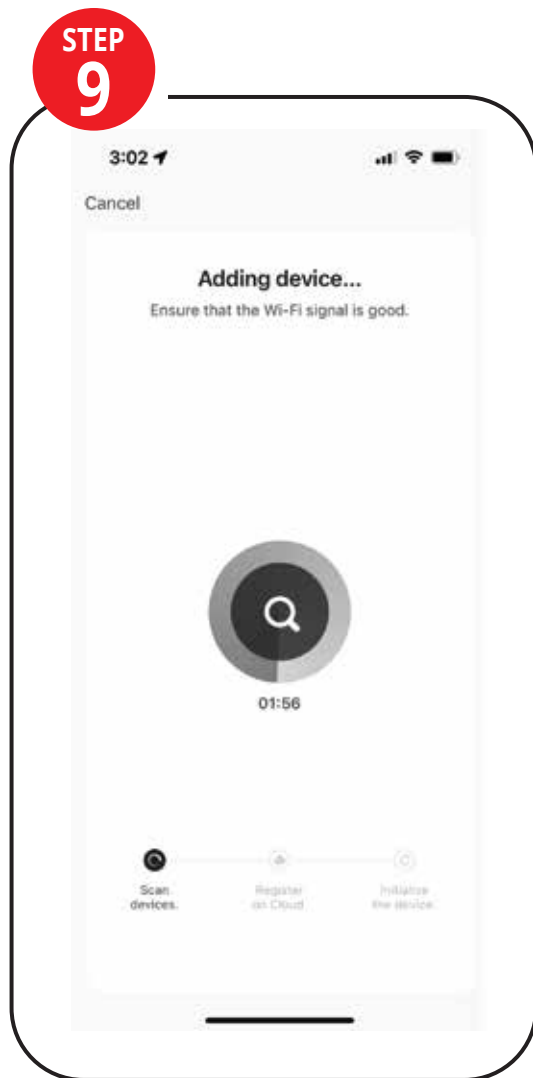 STEP
9
3:02
Cancel
Adding device...
Ensure that the Wi-Fi signal is good.
01:56
Scan
devices.
Register
on Cloud
Initialize
the device.